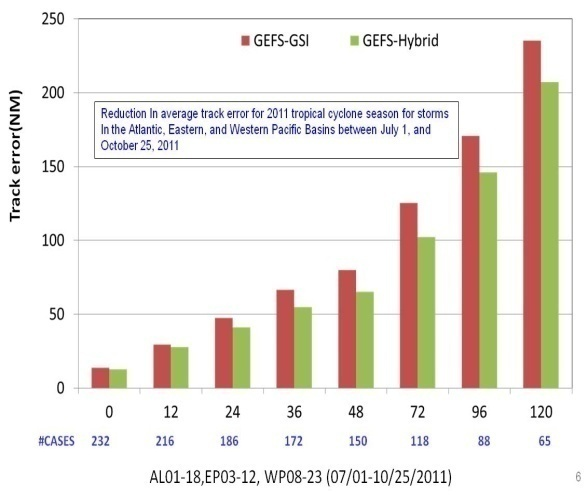 250
GEFS-GSI GEFS-Hybrid
200
Reduction In average track error for 2011 tropical cyclone season for storms
In the Atlantic, Eastern, and Western Pacific Basins between July 1, and
October 25, 2011
150
100
50
0
Track error(NM)
0 12 24 36 48 72 96 120
#CASES 232 216 186 172 150 118 88 65
AL01-18,EP03-12, WP08-23 (07/01-10/25/2011)
6